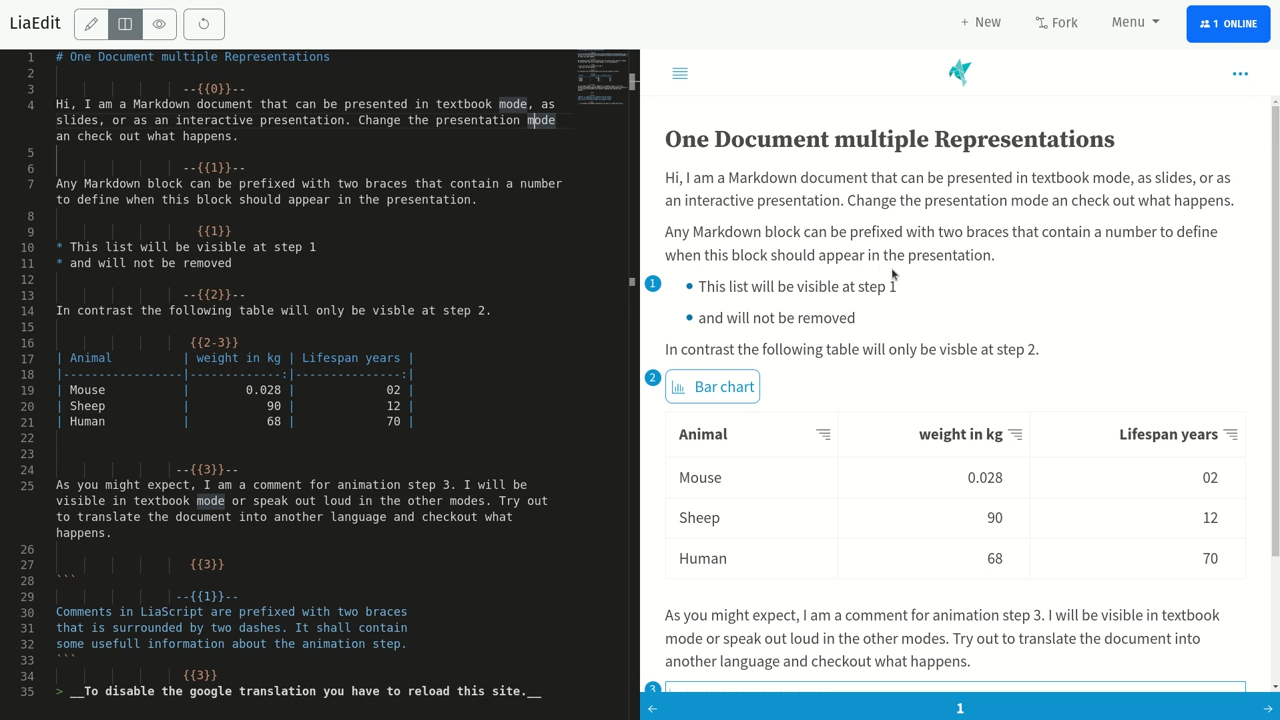 LiaEdit
+ New
Fork
Menu
1 ONLINE
1 # One Document multiple Representations
2
3 --{{0}}--
4 Hi, I am a Markdown document that can be presented in textbook mode, as
slides, or as an interactive presentation. Change the presentation mode
an check out what happens.
5
6 --{{1}}--
7 Any Markdown block can be prefixed with two braces that contain a number
to define when this block should appear in the presentation.
8
9 {{1}}
10 * This list will be visible at step 1
11 * and will not be removed
12
13 --{{2}}--
14 In contrast the following table will only be visble at step 2.
15
16 {{2-3}}
17 | Animal | weight in kg | Lifespan years |
18 |-----------------|-------------:|---------------:|
19 | Mouse | 0.028 | 02 |
20 | Sheep | 90 | 12 |
21 | Human | 68 | 70 |
22
23
24 --{{3}}--
25 As you might expect, I am a comment for animation step 3. I will be
visible in textbook mode or speak out loud in the other modes. Try out
to translate the document into another language and checkout what
happens.
26
27 {{3}}
28 ```
29 --{{1}}--
30 Comments in LiaScript are prefixed with two braces
31 that is surrounded by two dashes. It shall contain
32 some usefull information about the animation step.
33 ```
34 {{3}}
35 > __To disable the google translation you have to reload this site.__
One Document multiple Representations
Hi, I am a Markdown document that can be presented in textbook mode, as slides, or as
an interactive presentation. Change the presentation mode an check out what happens.
Any Markdown block can be prefixed with two braces that contain a number to define
when this block should appear in the presentation.
1
• This list will be visible at step 1
• and will not be removed
In contrast the following table will only be visble at step 2.
2
Bar chart
Animal weight in kg Lifespan years
Mouse 0.028 02
Sheep 90 12
Human 68 70
As you might expect, I am a comment for animation step 3. I will be visible in textbook
mode or speak out loud in the other modes. Try out to translate the document into
another language and checkout what happens.
3
← 1 →